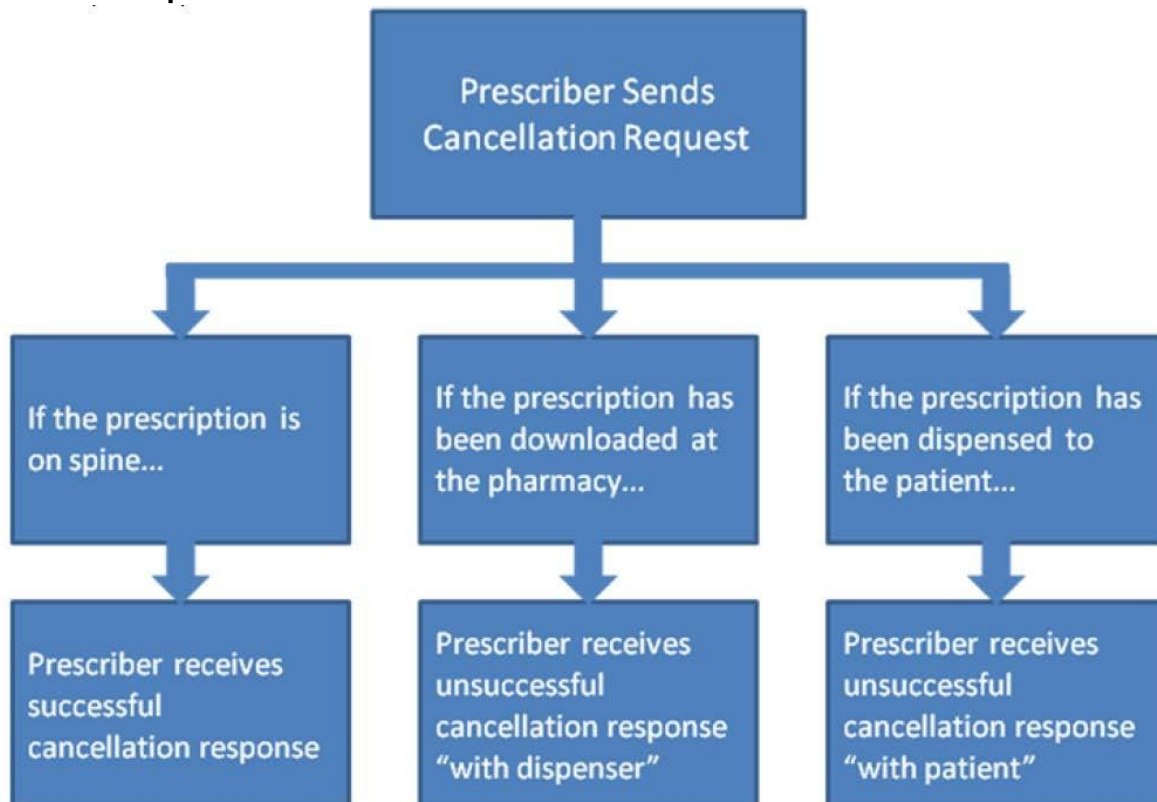 Prescriber Sends
Cancellation Request
If the prescription is
on spine...
If the prescription has
been downloaded at
the pharmacy...
If the prescription has
been dispensed to
the patient...
Prescriber receives
successful
cancellation response
Prescriber receives
unsuccessful
cancellation response
“with dispenser”
Prescriber receives
unsuccessful
cancellation response
“with patient”